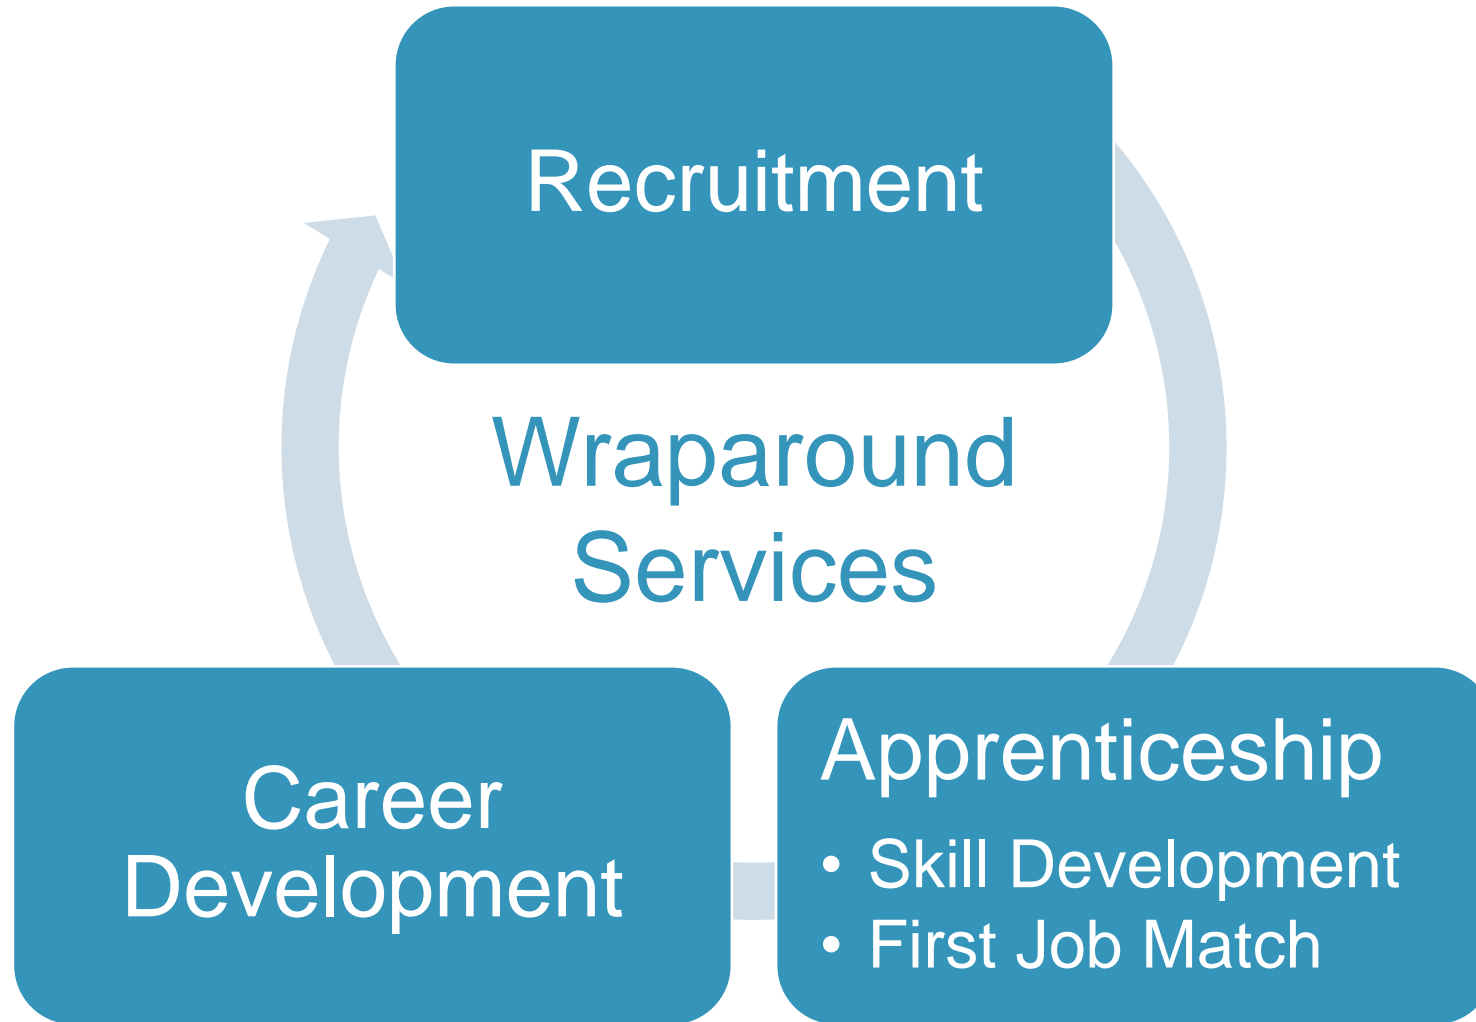 Recruitment
Wraparound
Services
Career
Development
Apprenticeship
• Skill Development
• First Job Match